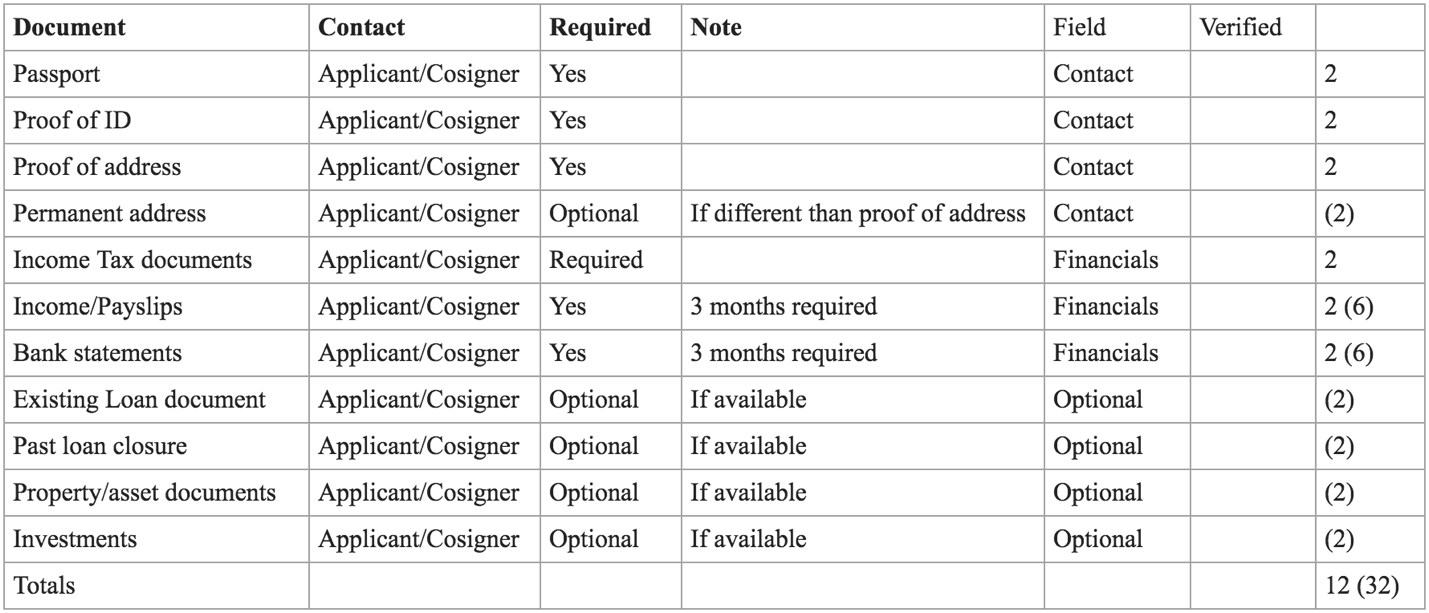 Document Contact Required Note Field Verified
Passport Applicant/Cosigner Yes Contact 2
Proof of ID Applicant/Cosigner Yes Contact 2
Proof of address Applicant/Cosigner Yes Contact 2
Permanent address Applicant/Cosigner Optional If different than proof of address Contact (2)
Income Tax documents Applicant/Cosigner Required Financials 2
Income/Payslips Applicant/Cosigner Yes 3 months required Financials 2 (6)
Bank statements Applicant/Cosigner Yes 3 months required Financials 2 (6)
Existing Loan document Applicant/Cosigner Optional If available Optional (2)
Past loan closure Applicant/Cosigner Optional If available Optional (2)
Property/asset documents Applicant/Cosigner Optional If available Optional (2)
Investments Applicant/Cosigner Optional If available Optional (2)
Totals 12 (32)